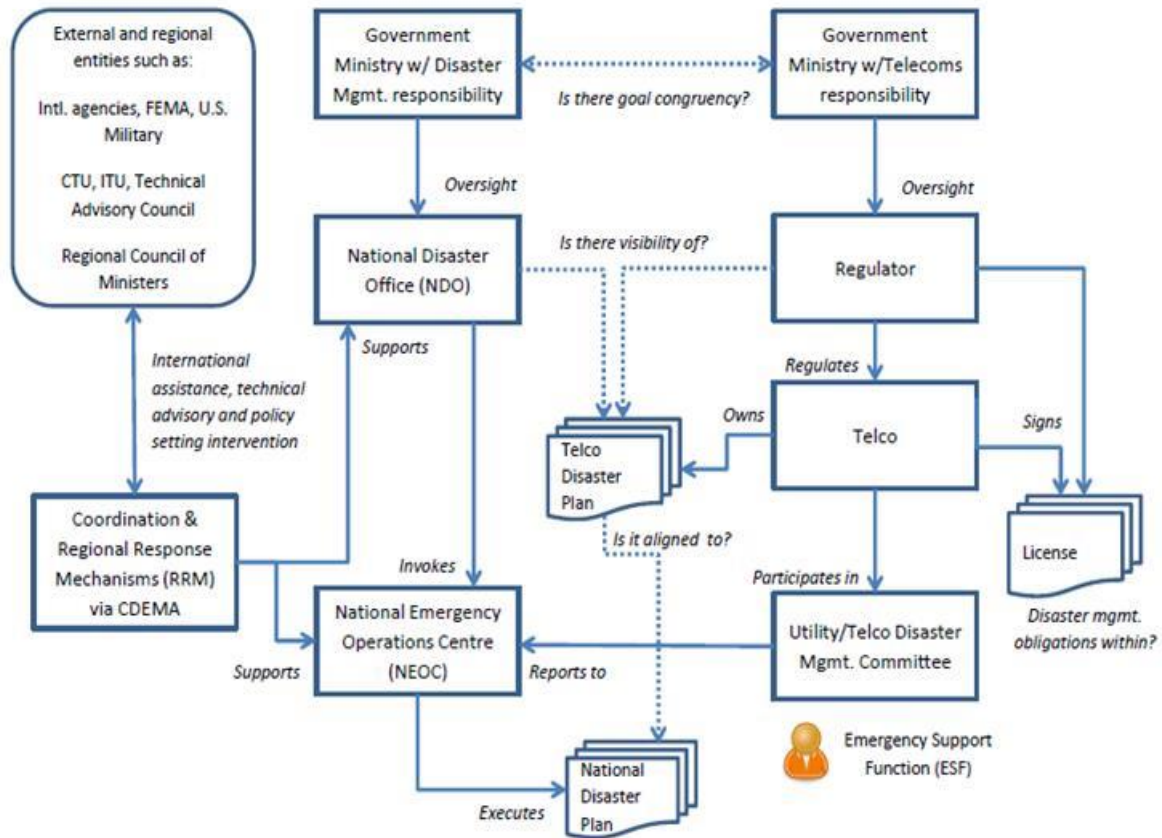 External and regional
entities such as:
Intl. agencies, FEMA, U.S.
Military
CTU, ITU, Technical
Advisory Council
Regional Council of
Ministers
Government
Ministry w/ Disaster
Mgmt. responsibility
Is there goal congruency?
Government
Ministry w/Telecoms
responsibility
Oversight
Oversight
National Disaster
Office (NDO)
Is there visibility of?
Regulator
Supports
International
assistance, technical
advisory and policy
setting intervention
Regulates
Telco
Disaster
Plan
Owns
Telco
Signs
Coordination &
Regional Response
Mechanisms (RRM)
via CDEMA
Is it aligned to?
License
Invokes
Participates in
Disaster mgmt.
obligations within?
National Emergency
Operations Centre
(NEOC)
Supports
Reports to
Utility/Telco Disaster
Mgmt. Committee
Emergency Support
Function (ESF)
National
Disaster
Plan
Executes